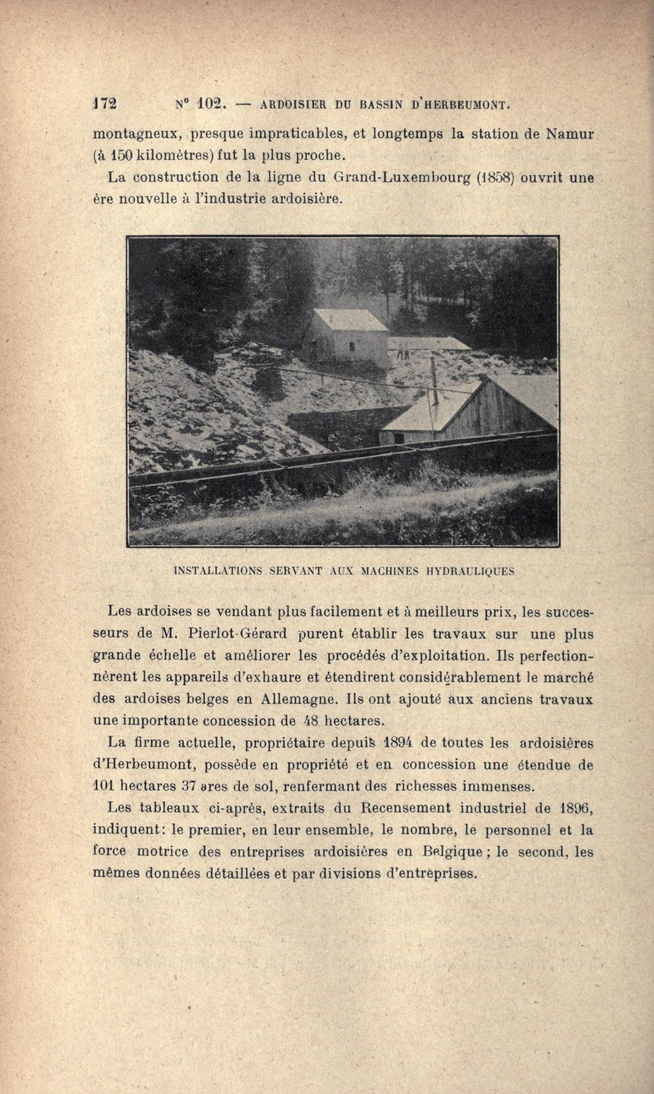 172 N° 102. — ARDOISIER DU BASSIN D'HERBEUMONT.
montagneux, presque impraticables, et longtemps la station de Namur
(à 150 kilomètres) fut la plus proche.
La construction de la ligne du Grand-Luxembourg (1858) ouvrit une
ère nouvelle à l'industrie ardoisière.
INSTALLATIONS SERVANT AUX MACHINES HYDRAULIQUES
Les ardoises se vendant plus facilement et à meilleurs prix, les succes-
seurs de M. Pierlot-Gérard purent établir les travaux sur une plus
grande échelle et améliorer les procédés d'exploitation. Ils perfection-
nèrent les appareils d'exhaure et étendirent considérablement le marché
des ardoises belges en Allemagne. Ils ont ajouté aux anciens travaux
une importante concession de 48 hectares.
La firme actuelle, propriétaire depuis 1894 de toutes les ardoisières
d'Herbeumont, possède en propriété et en concession une étendue de
101 hectares 37 ares de sol, renfermant des richesses immenses.
Les tableaux ci-après, extraits du Recensement industriel de 1896,
indiquent: le premier, en leur ensemble, le nombre, le personnel et la
force motrice des entreprises ardoisières en Belgique ; le second, les
mêmes données détaillées et par divisions d'entreprises.